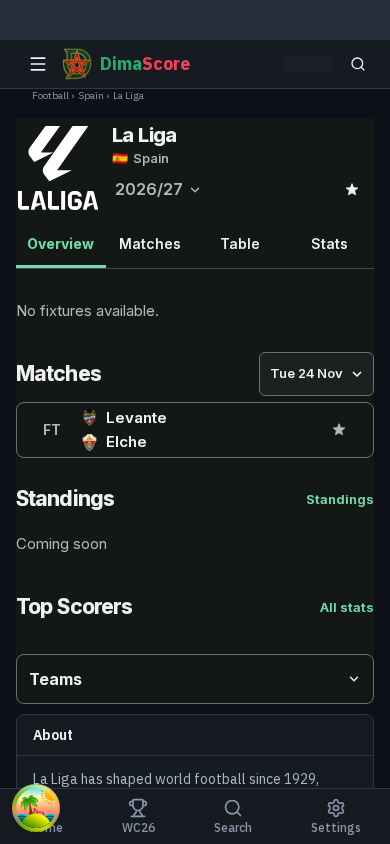 DimaScore
Football › Spain › La Liga
La Liga
🇪🇸 Spain
2026/27
LALIGA
Overview
Matches
Table
Stats
No fixtures available.
Matches
Tue 24 Nov
FT
Levante
Elche
Standings
Standings
Coming soon
Top Scorers
All stats
Teams
About
La Liga has shaped world football since 1929,
WC26
Search
Settings